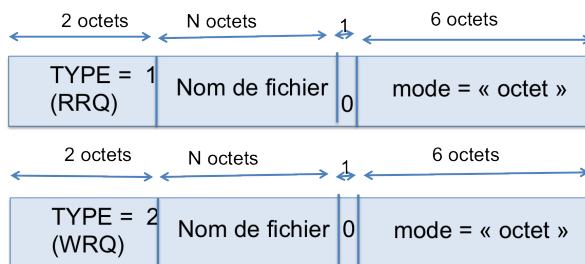 2 octets N octets 1 6 octets
TYPE = 1 Nom de fichier 0 mode = « octet »
(RRQ)
2 octets N octets 1 6 octets
TYPE = 2 Nom de fichier 0 mode = « octet »
(WRQ)